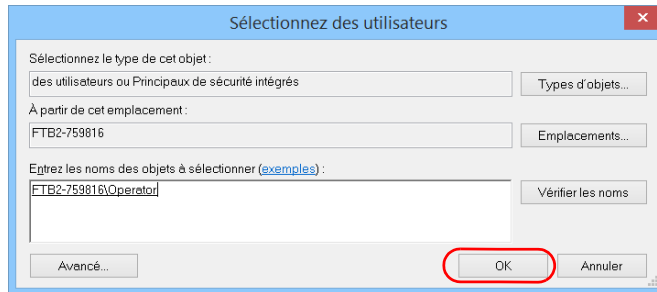 Sélectionnez des utilisateurs
Sélectionnez le type de cet objet :
des utilisateurs ou Principaux de sécurité intégrés
Types d'objets...
À partir de cet emplacement :
FTB2-759816
Emplacements...
Entrez les noms des objets à sélectionner (exemples) :
FTB2-759816\Operator
Vérifier les noms
Avancé...
OK
Annuler